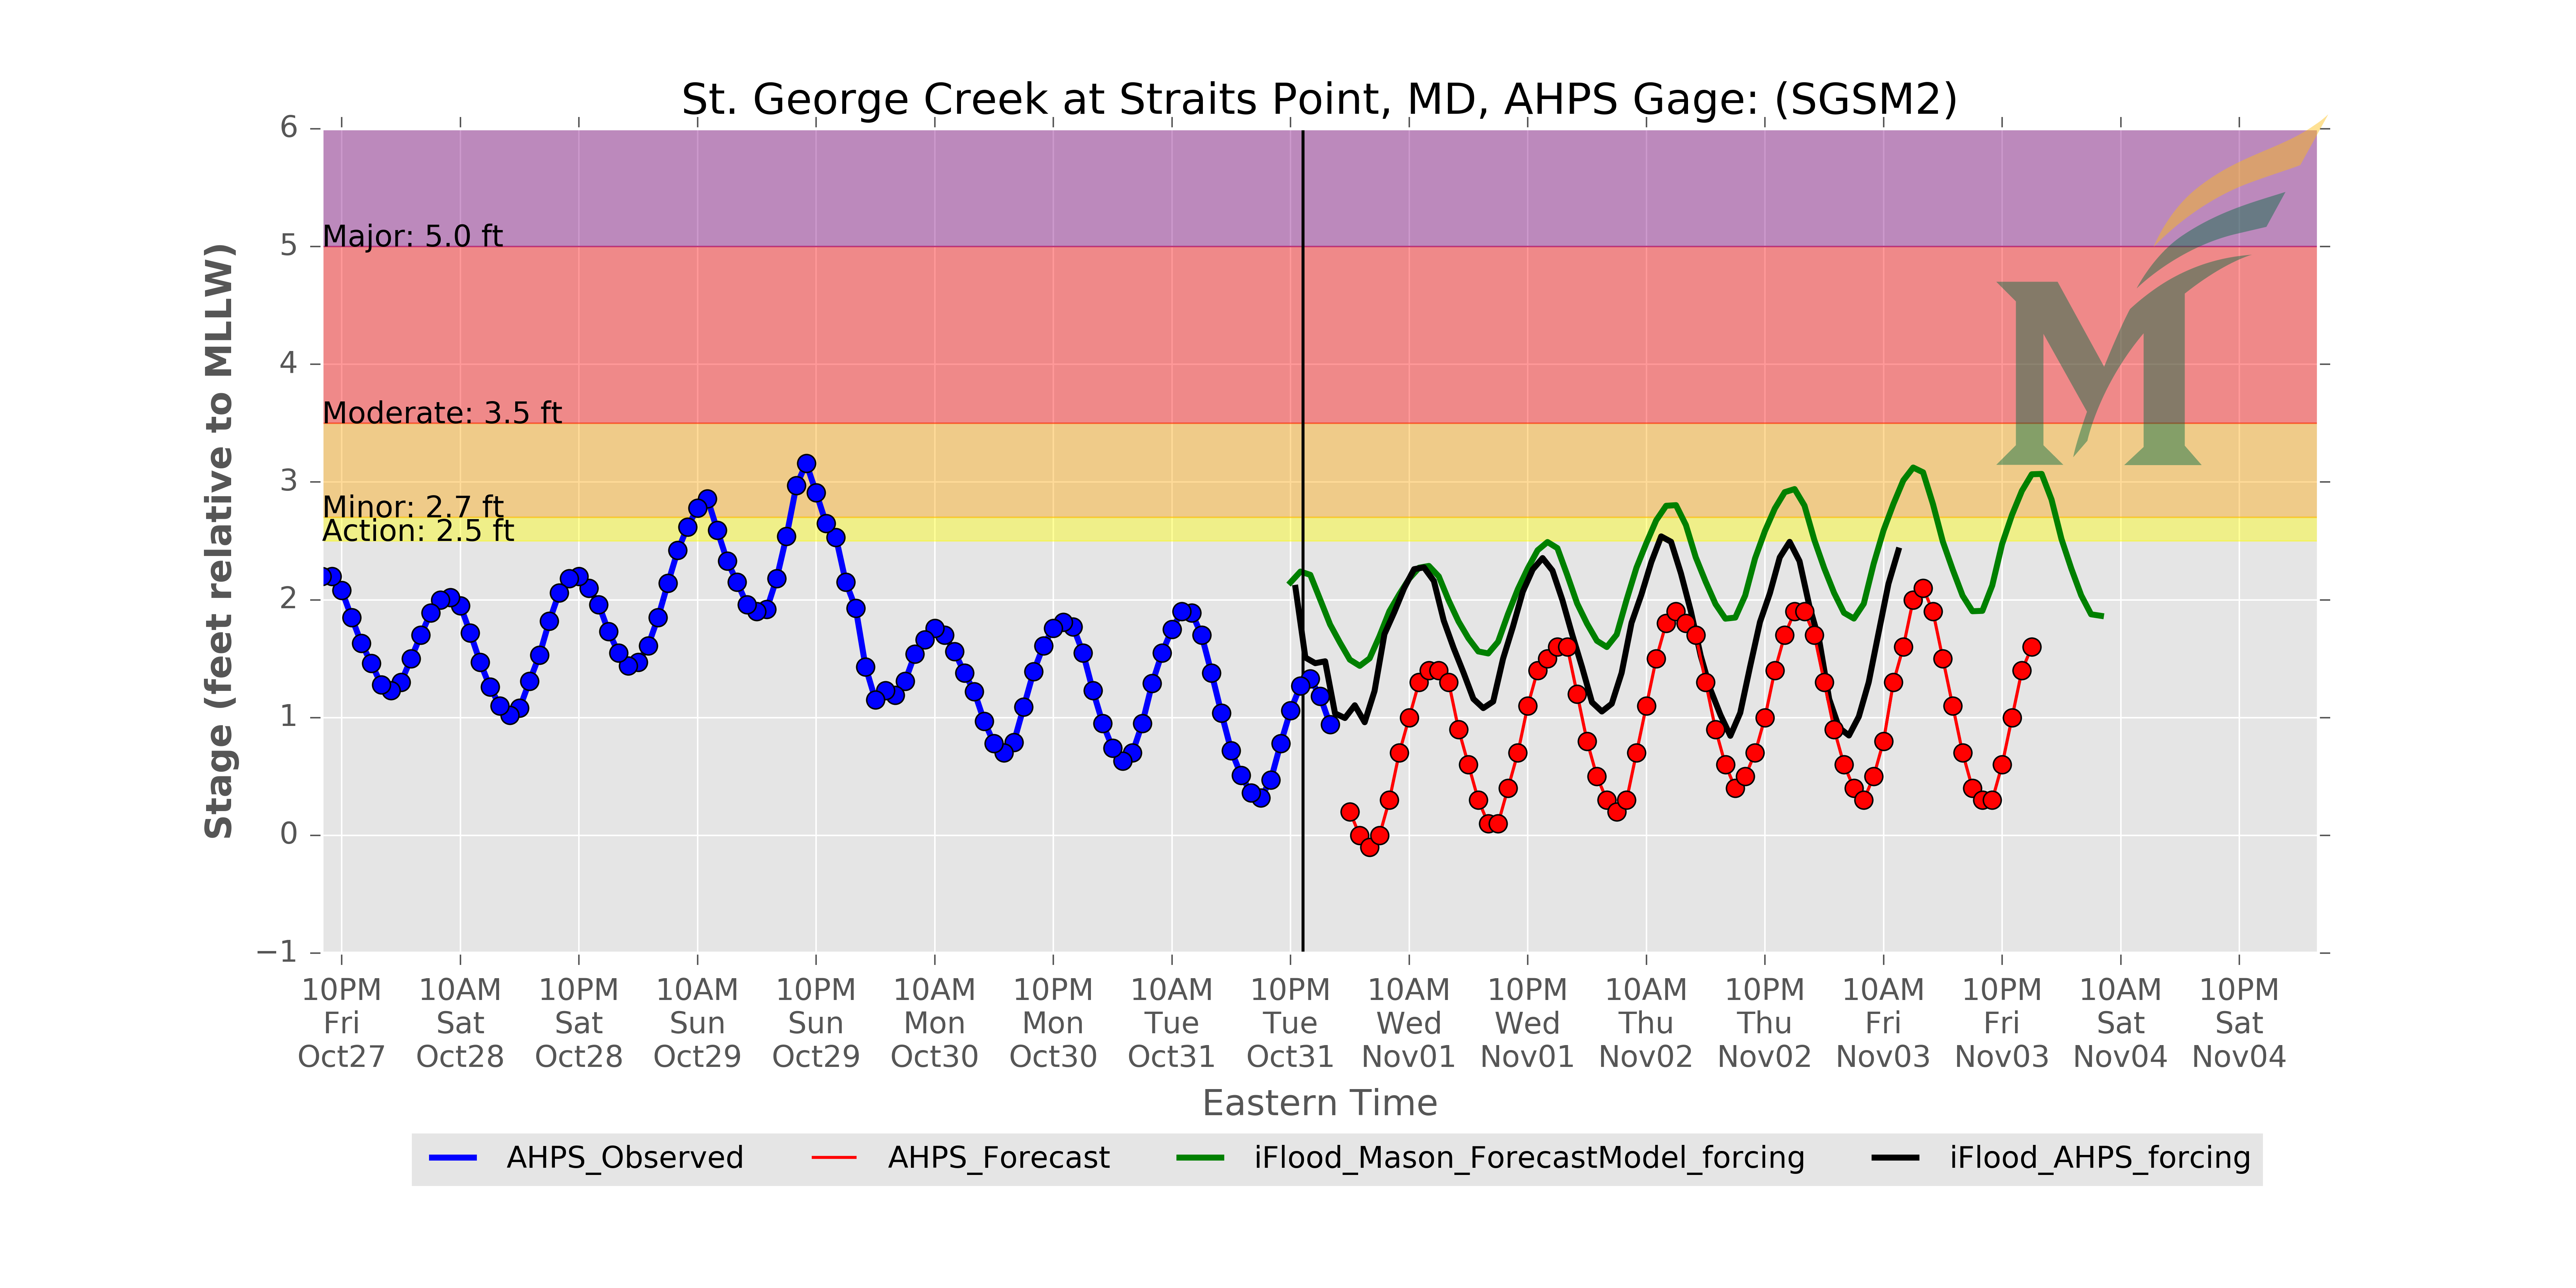 St. George Creek at Straits Point, MD, AHPS Gage: (SGSM2)
Stage (feet relative to MLLW)
6
5
4
3
2
1
0
−1
Major: 5.0 ft
Moderate: 3.5 ft
Minor: 2.7 ft
Action: 2.5 ft
M
10PM 10AM 10PM 10AM 10PM 10AM 10PM 10AM 10PM 10AM 10PM 10AM 10PM 10AM 10PM 10AM 10PM
Fri Sat Sat Sun Sun Mon Mon Tue Tue Wed Wed Thu Thu Fri Fri Sat Sat
Oct27 Oct28 Oct28 Oct29 Oct29 Oct30 Oct30 Oct31 Oct31 Nov01 Nov01 Nov02 Nov02 Nov03 Nov03 Nov04 Nov04
Eastern Time
AHPS_Observed AHPS_Forecast iFlood_Mason_ForecastModel_forcing iFlood_AHPS_forcing